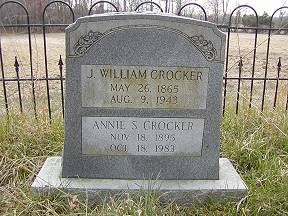 J. WILLIAM CROCKER
MAY 26. 1865
AUG. 9. 1943
ANNIE S. CROCKER
NOV. 18. 1895
OCT. 18. 1983